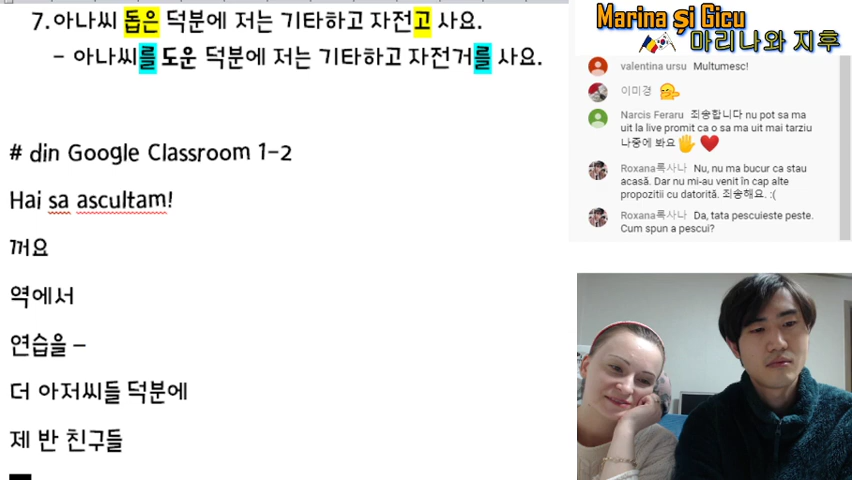 7. 아나씨 돕은 덕분에 저는 기타하고 자전고 사요.
– 아나씨를 도운 덕분에 저는 기타하고 자전거를 사요.
# din Google Classroom 1-2
Hai sa ascultam!
꺼요
역에서
연습을 –
더 아저씨들 덕분에
제 반 친구들
Marina și Gicu
마리나와 지후
valentina ursu Multumesc!
이미경
Narcis Feraru 죄송합니다 nu pot sa ma
uit la live promit ca o sa ma uit mai tarziu
나중에 봐요
Roxana록사나 Nu, nu ma bucur ca stau
acasă. Dar nu mi-au venit în cap alte
propozitii cu datorită. 죄송해요. :(
Roxana록사나 Da, tata pescuieste peste.
Cum spun a pescui?